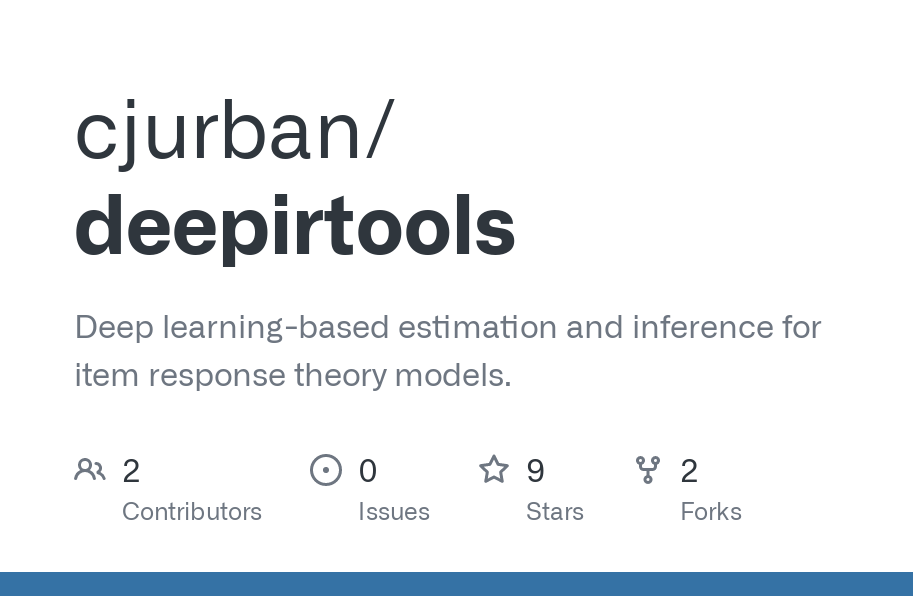 cjurban/
deepirtools
Deep learning-based estimation and inference for
item response theory models.
2 0 9 2
Contributors Issues Stars Forks